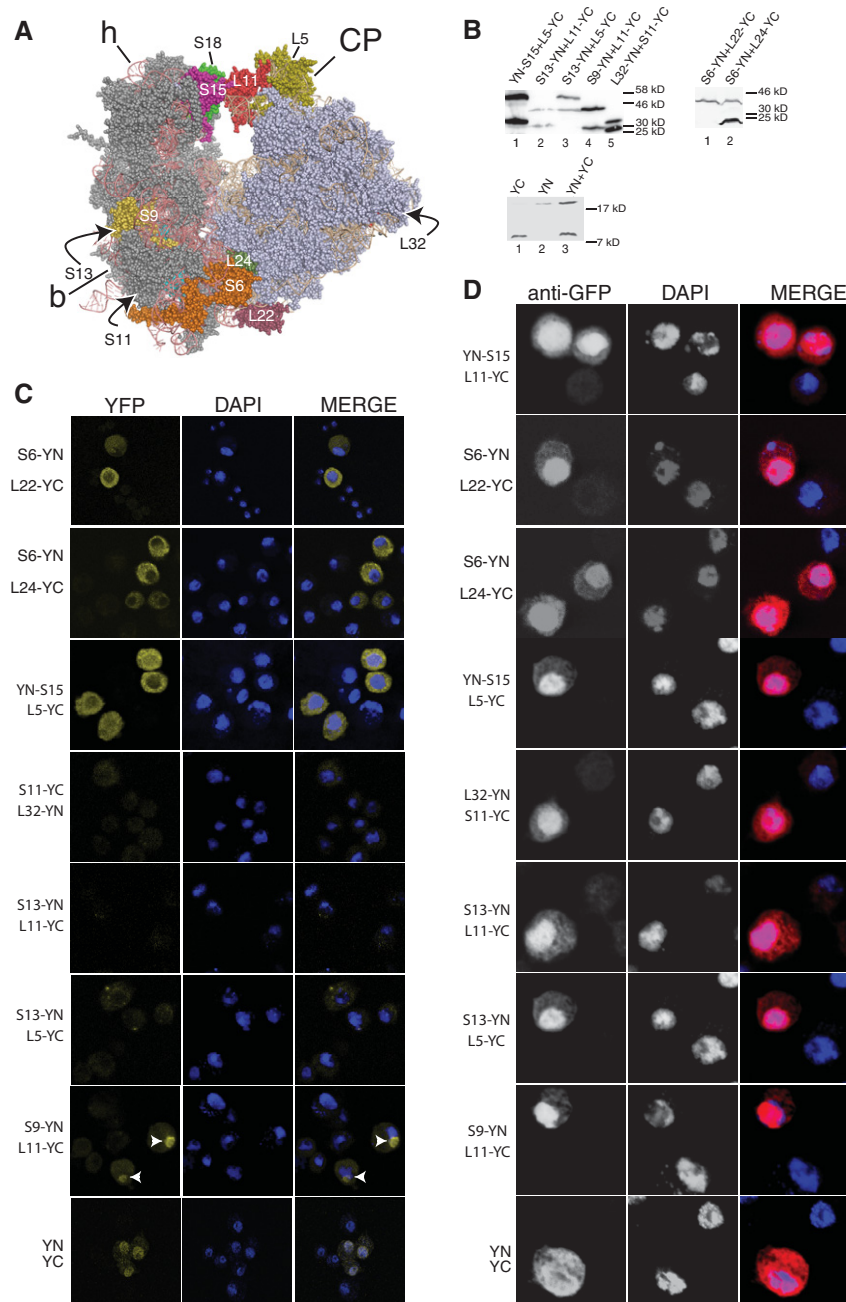 A
h
S18
L5
CP
S15
L11
S9
S13
L32
L24
S6
b
S11
L22
B
YN-S15+L5-YC
S13-YN+L11-YC
S13-YN+L5-YC
S9-YN+L11-YC
L32-YN+S11-YC
58 kD
46 kD
30 kD
25 kD
1 2 3 4 5
S6-YN+L22-YC
S6-YN+L24-YC
46 kD
30 kD
25 kD
1 2
YC
YN
YN+YC
17 kD
7 kD
1 2 3
C
YFP DAPI MERGE
S6-YN
L22-YC
S6-YN
L24-YC
YN-S15
L5-YC
S11-YC
L32-YN
S13-YN
L11-YC
S13-YN
L5-YC
S9-YN
L11-YC
YN
YC
D
anti-GFP DAPI MERGE
YN-S15
L11-YC
S6-YN
L22-YC
S6-YN
L24-YC
YN-S15
L5-YC
L32-YN
S11-YC
S13-YN
L11-YC
S13-YN
L5-YC
S9-YN
L11-YC
YN
YC